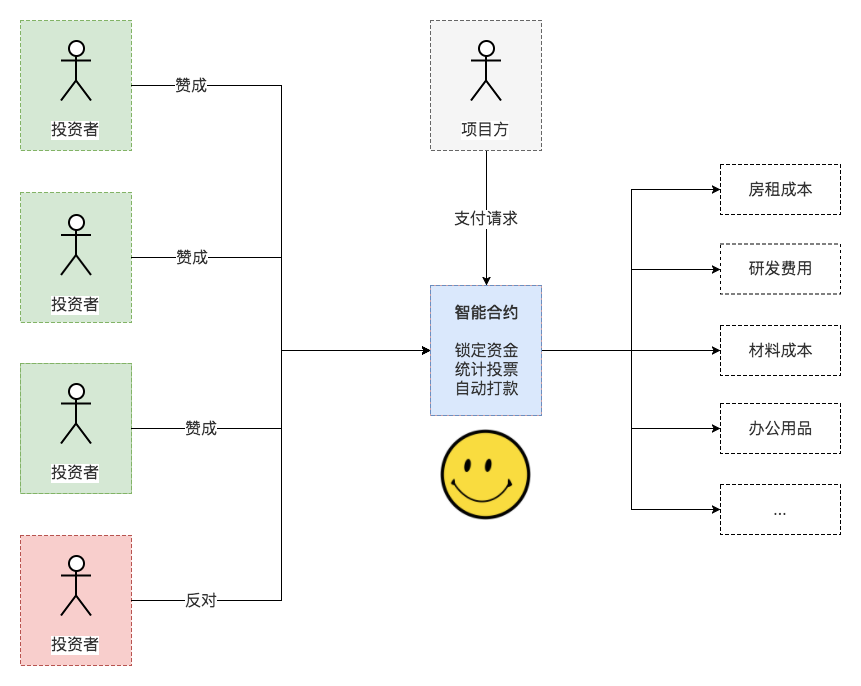 投资者
赞成
投资者
赞成
投资者
赞成
投资者
反对
项目方
支付请求
智能合约
锁定资金
统计投票
自动打款
房租成本
研发费用
材料成本
办公用品
...